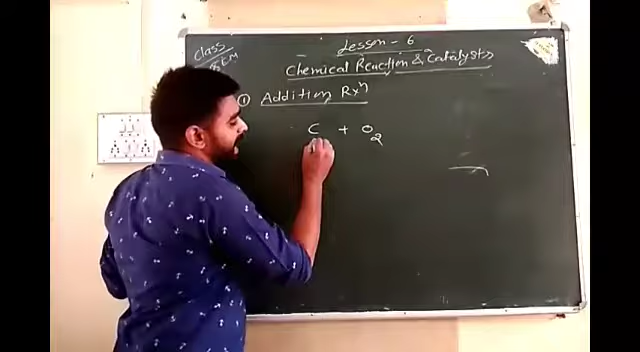 Class
Lesson - 6
Chemical Reaction & Catalysts
① Addition Rxⁿ
C + O₂